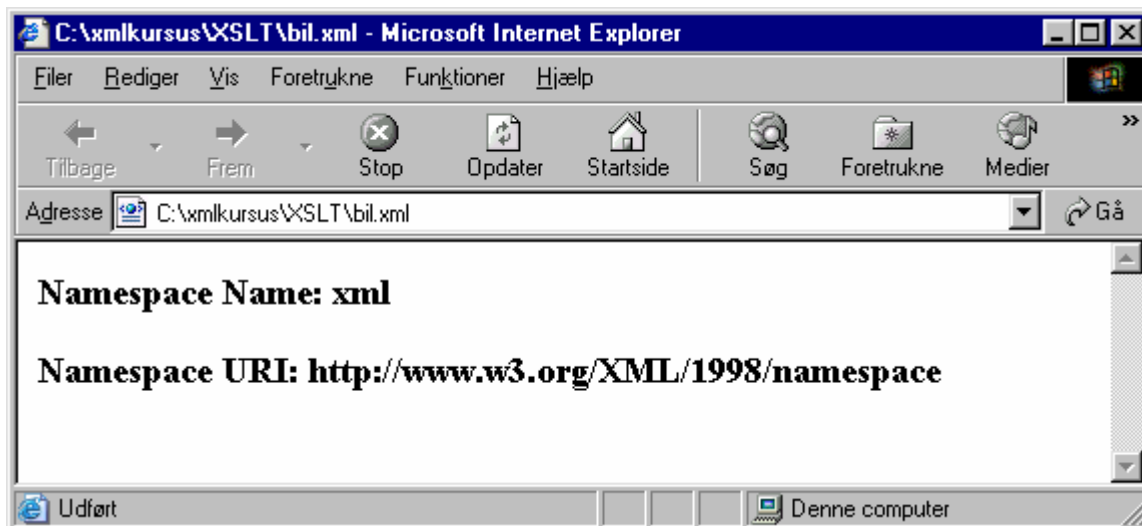 C:\xmlkursus\XSLT\bil.xml - Microsoft Internet Explorer
Filer Rediger Vis Foretrukne Funktioner Hjælp
Tilbage Frem Stop Opdater Startside Søg Foretrukne Medier »
Adresse C:\xmlkursus\XSLT\bil.xml Gå
Namespace Name: xml
Namespace URI: http://www.w3.org/XML/1998/namespace
Udført Denne computer